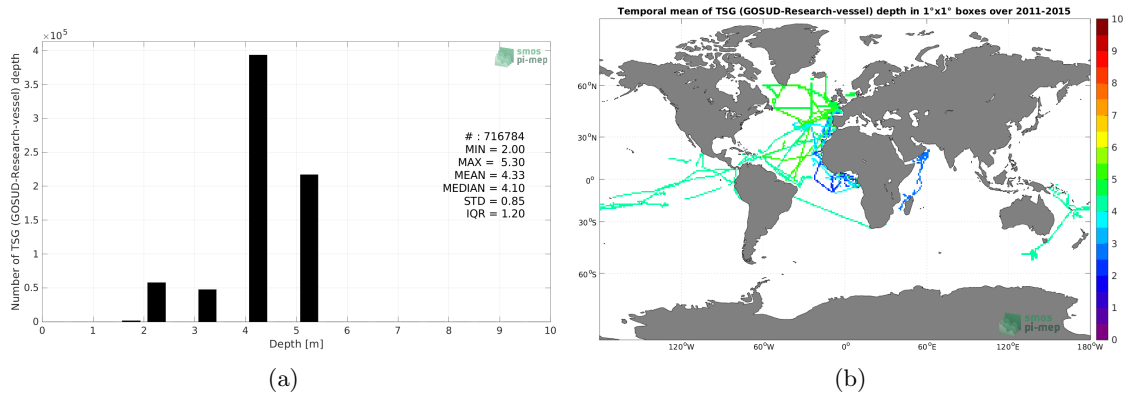 ×10⁵
4
3.5
3
2.5
2
1.5
1
0.5
0
Number of TSG (GOSUD-Research-vessel) depth
smos
pi-mep
# : 716784
MIN = 2.00
MAX = 5.30
MEAN = 4.33
MEDIAN = 4.10
STD = 0.85
IQR = 1.20
0 1 2 3 4 5 6 7 8 9 10
Depth [m]
(a)
Temporal mean of TSG (GOSUD-Research-vessel) depth in 1°x1° boxes over 2011-2015
60°N
30°N
0°
30°S
60°S
120°W 60°W 0° 60°E 120°E 180°W
smos
pi-mep
10
9
8
7
6
5
4
3
2
1
0
(b)